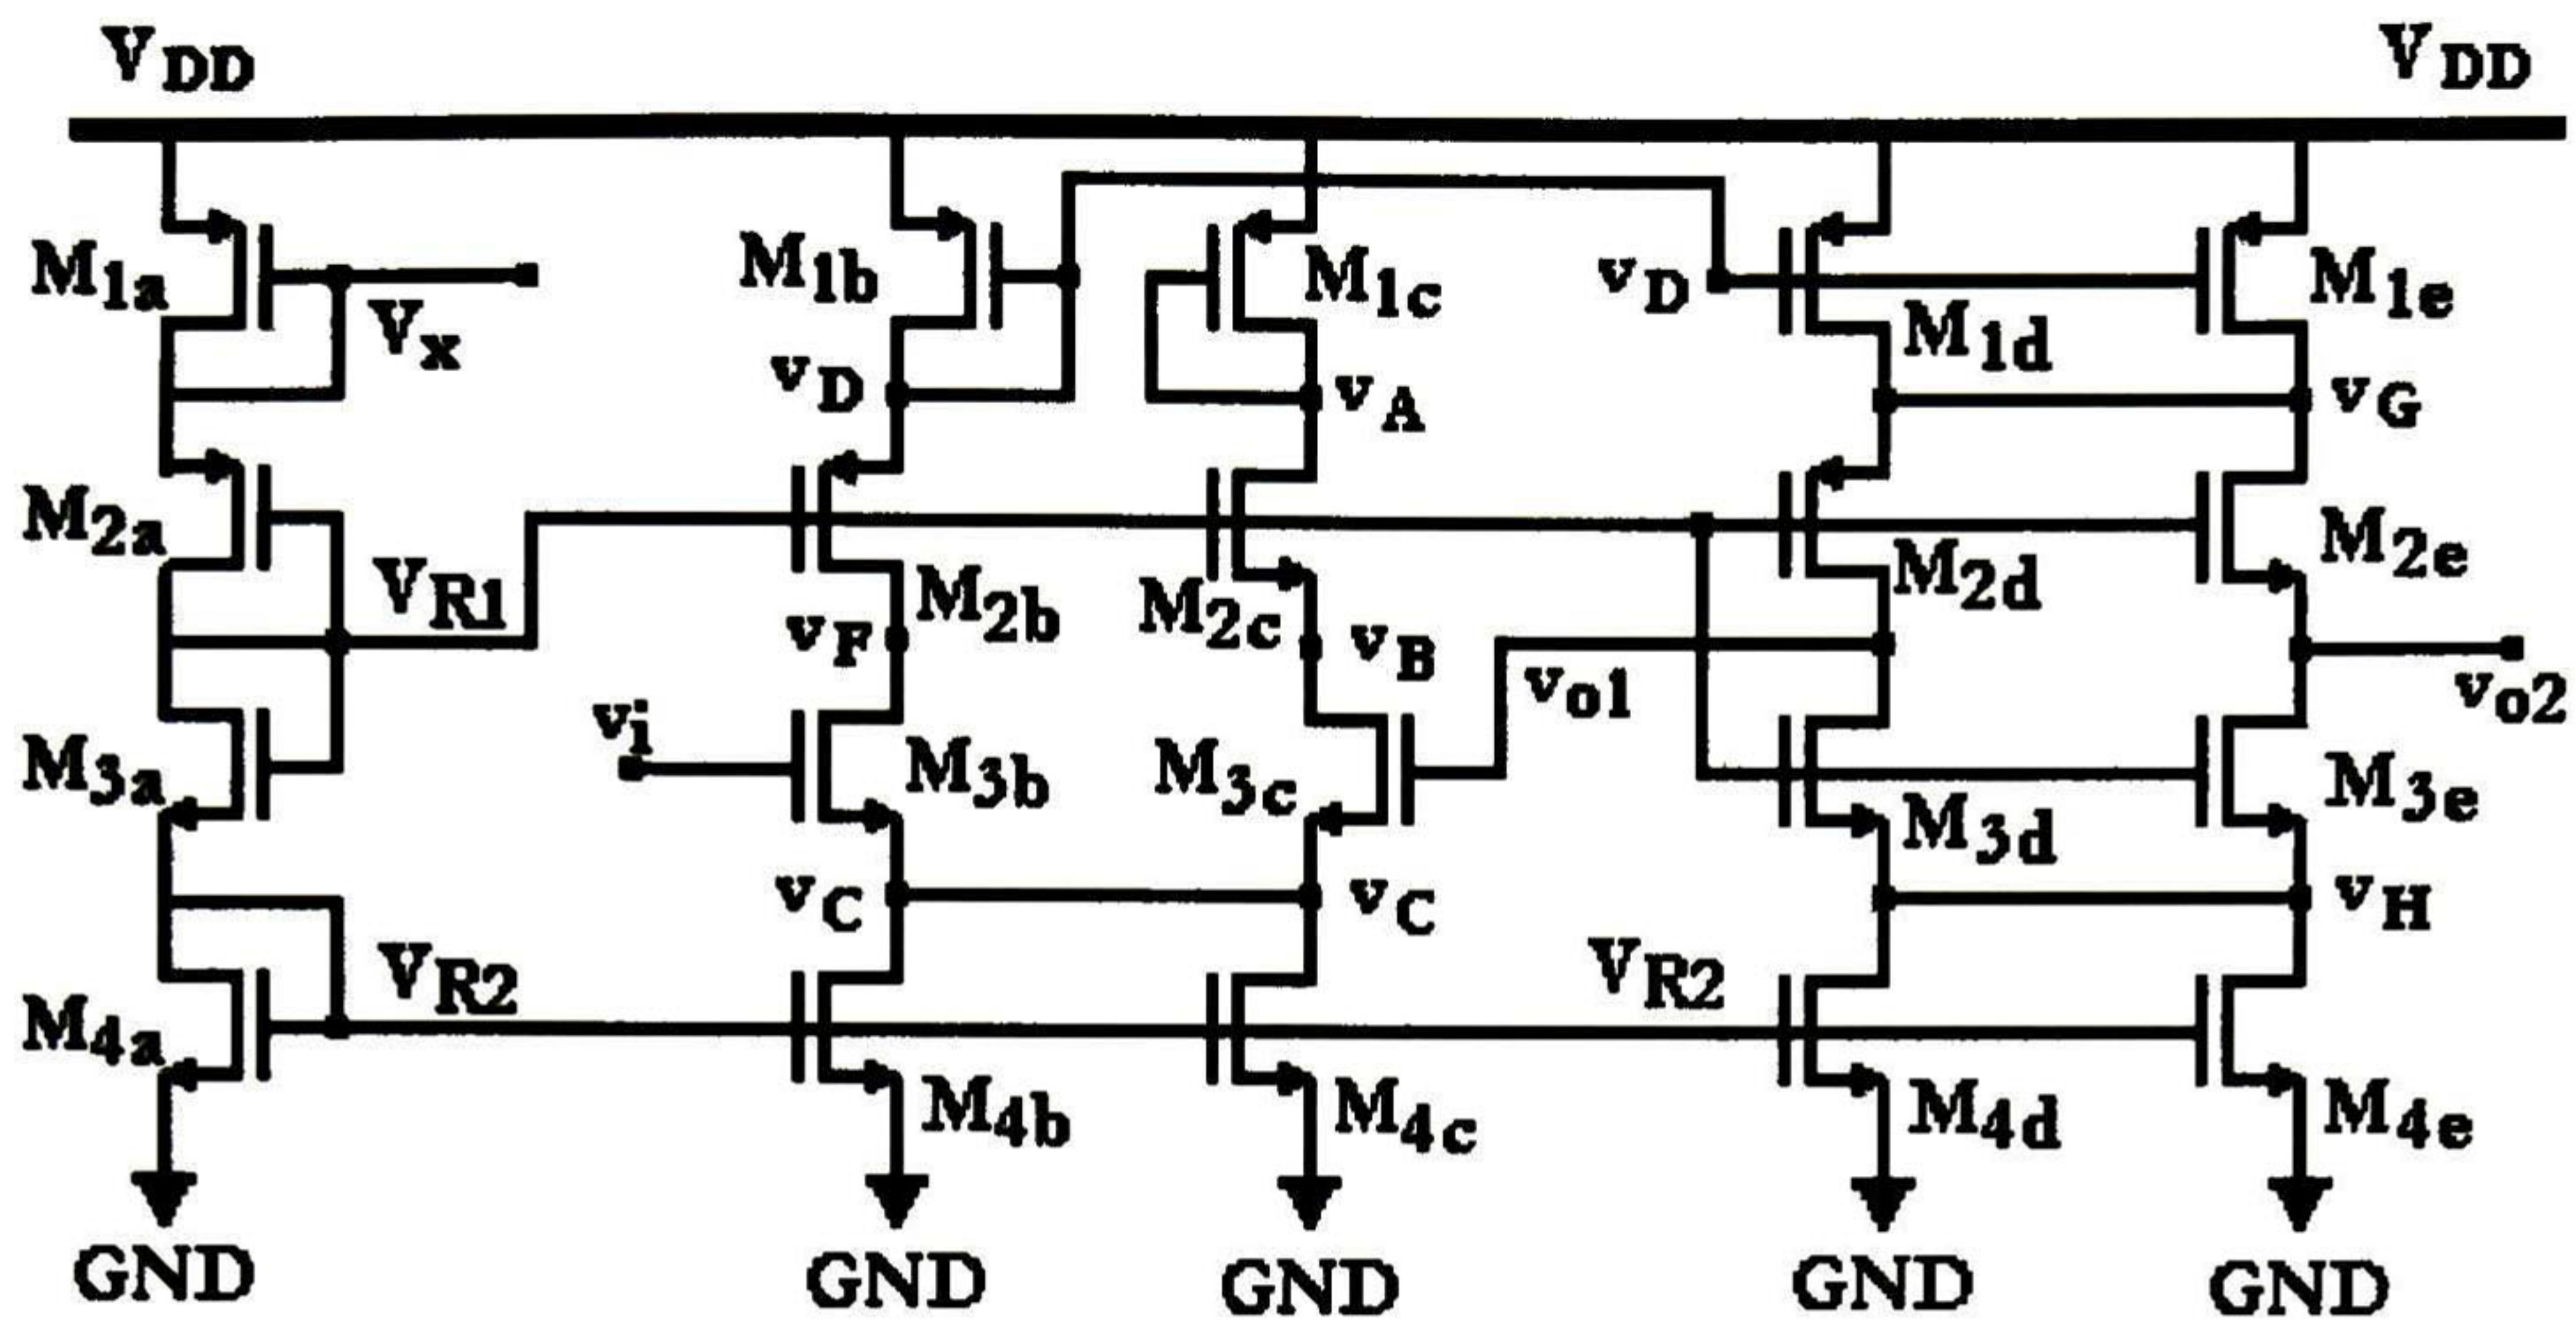 VDD VDD
M1a Vx M1b M1c vD M1d M1e
vD vA vG
M2a VR1 M2b M2c M2d M2e
vF vB vo1 vo2
M3a vi M3b M3c M3d M3e
vC vC vH
M4a VR2 M4b M4c VR2 M4d M4e
GND GND GND GND GND